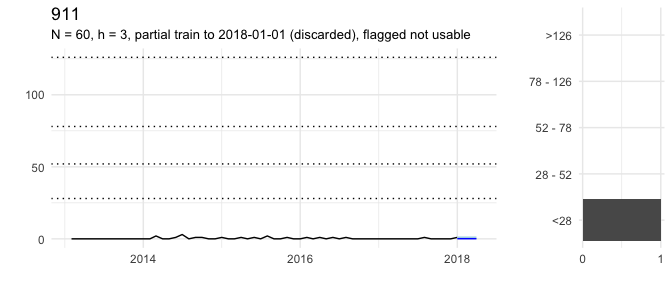 911
N = 60, h = 3, partial train to 2018-01-01 (discarded), flagged not usable
100
50
0
2014
2016
2018
>126
78 - 126
52 - 78
28 - 52
<28
0
1